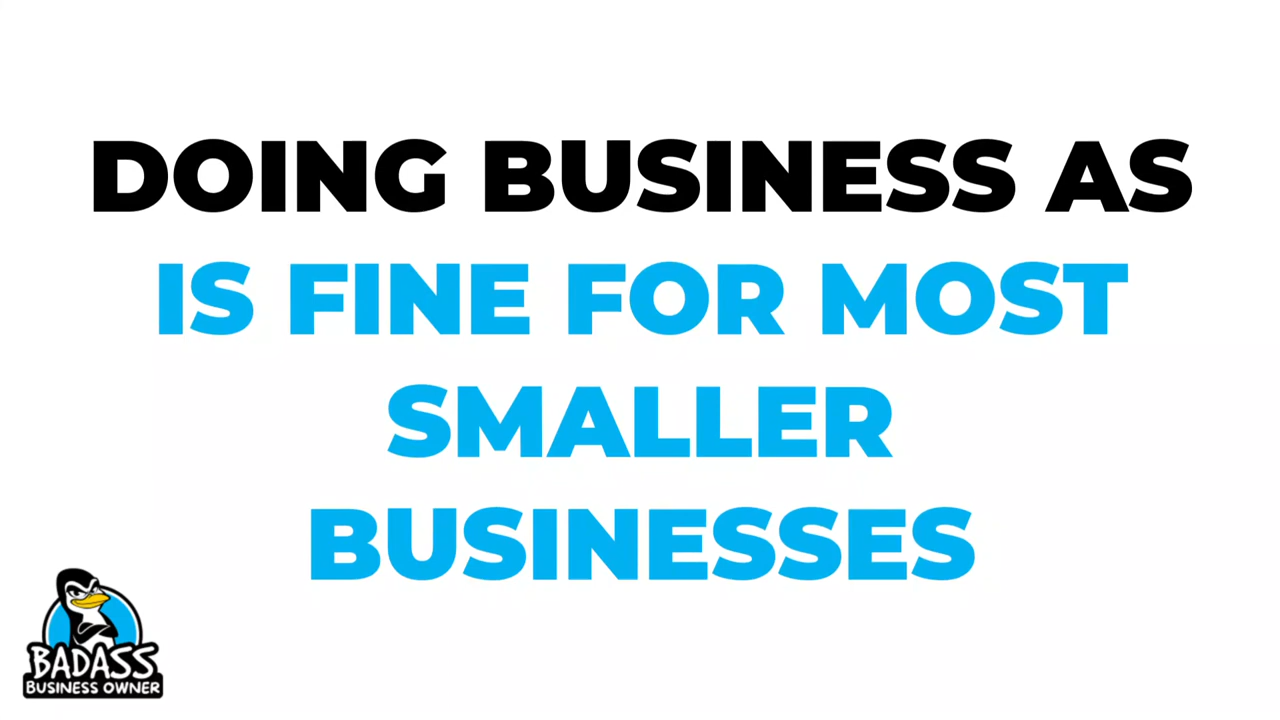 DOING BUSINESS AS
IS FINE FOR MOST
SMALLER
BUSINESSES
BADASS
BUSINESS OWNER